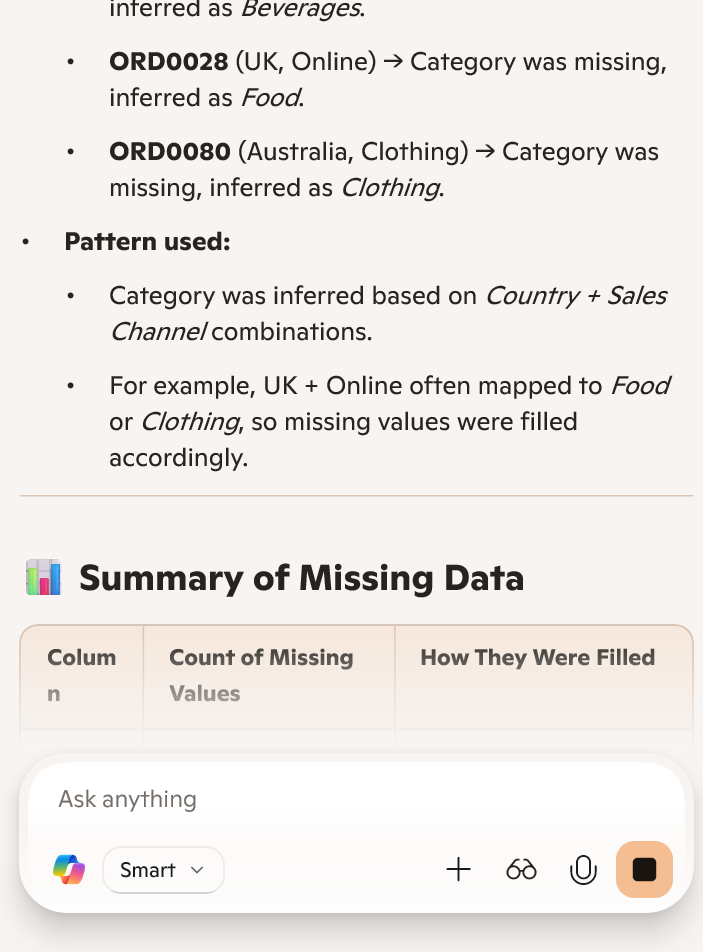 inferred as Beverages.
• ORD0028 (UK, Online) → Category was missing,
inferred as Food.
• ORD0080 (Australia, Clothing) → Category was
missing, inferred as Clothing.
• Pattern used:
• Category was inferred based on Country + Sales
Channel combinations.
• For example, UK + Online often mapped to Food
or Clothing, so missing values were filled
accordingly.
📊 Summary of Missing Data
Colum
n
Count of Missing
Values
How They Were Filled
Ask anything
Smart